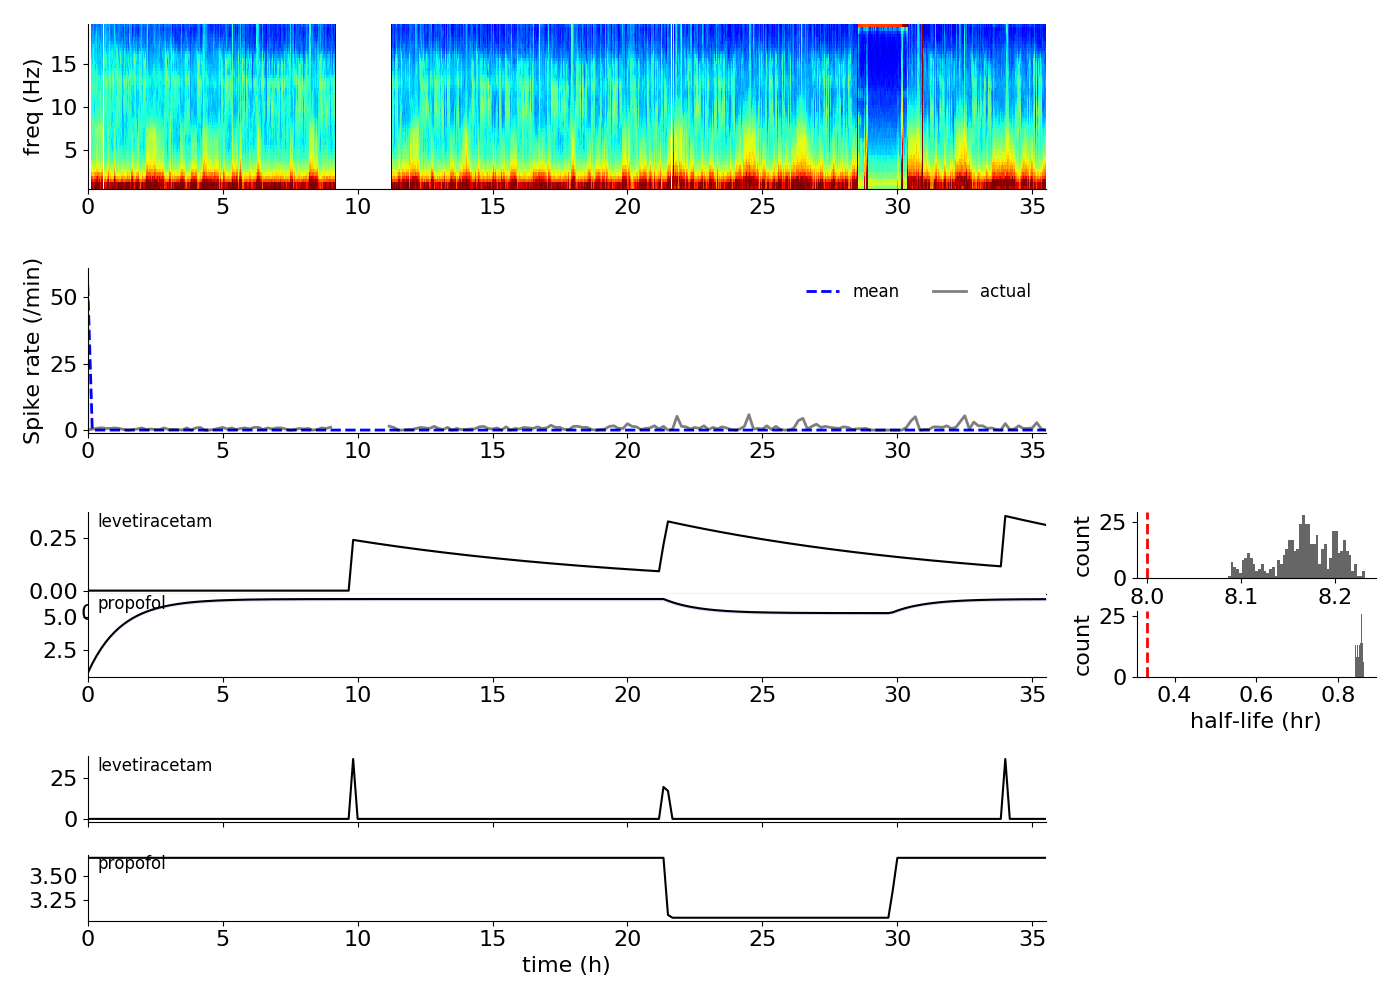 freq (Hz)
15
10
5
0 5 10 15 20 25 30 35
Spike rate (/min)
50
25
0
mean actual
0 5 10 15 20 25 30 35
levetiracetam
0.25
0.00
propofol
5.0
2.5
0 5 10 15 20 25 30 35
count
25
0
8.0 8.1 8.2
count
25
0
0.4 0.6 0.8
half-life (hr)
levetiracetam
25
0
propofol
3.50
3.25
0 5 10 15 20 25 30 35
time (h)